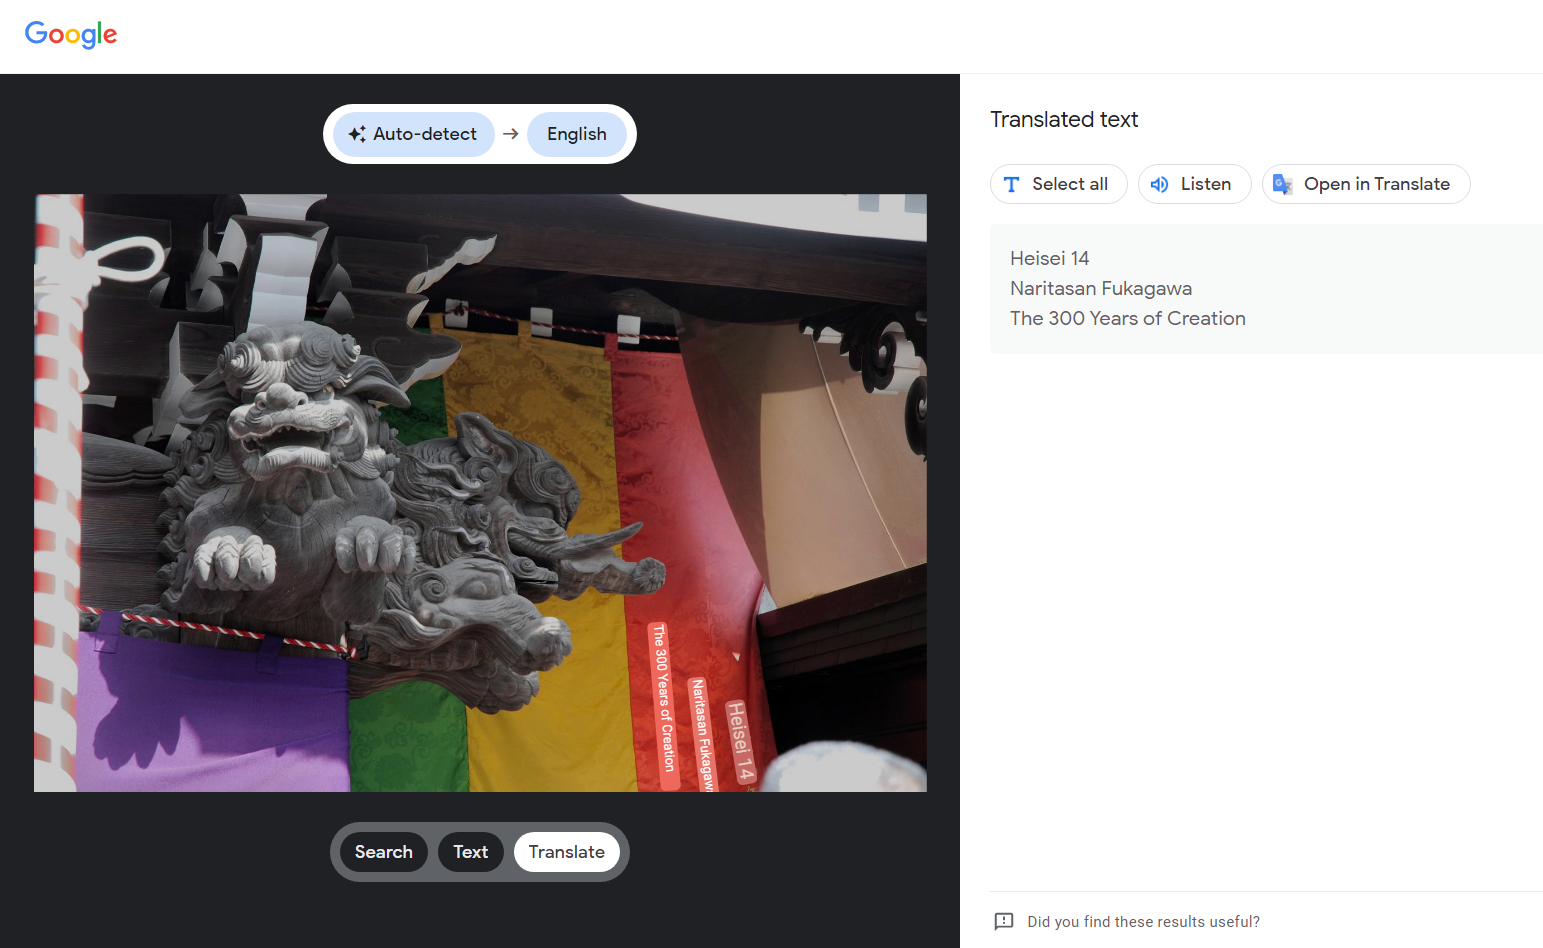 Google
Auto-detect → English
Translated text
Select all
Listen
Open in Translate
Heisei 14
Naritasan Fukagawa
The 300 Years of Creation
Heisei 14
Naritasan Fukagawa
The 300 Years of Creation
Search
Text
Translate
Did you find these results useful?